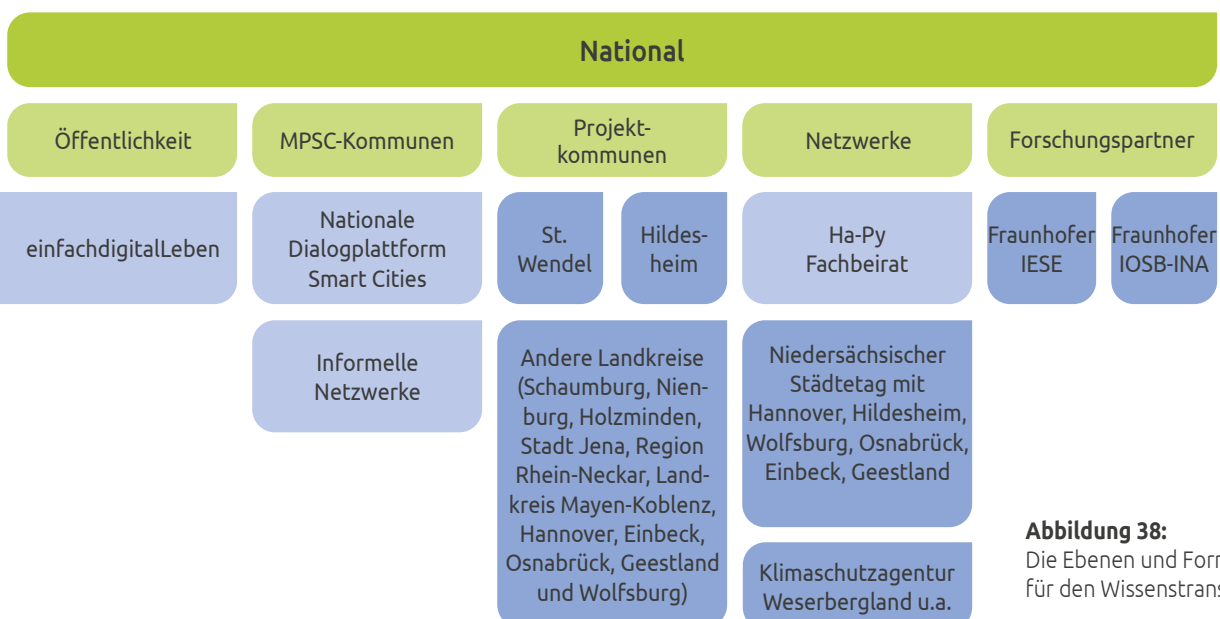 National
Öffentlichkeit
MPSC-Kommunen
Projekt-
kommunen
Netzwerke
Forschungspartner
einfachdigitalLeben
Nationale
Dialogplattform
Smart Cities
St.
Wendel
Hildes-
heim
Ha-Py
Fachbeirat
Fraunhofer
IESE
Fraunhofer
IOSB-INA
Informelle
Netzwerke
Andere Landkreise
(Schaumburg, Nien-
burg, Holzminden,
Stadt Jena, Region
Rhein-Neckar, Land-
kreis Mayen-Koblenz,
Hannover, Einbeck,
Osnabrück, Geestland
und Wolfsburg)
Niedersächsischer
Städtetag mit
Hannover, Hildesheim,
Wolfsburg, Osnabrück,
Einbeck, Geestland
Klimaschutzagentur
Weserbergland u.a.
Abbildung 38:
Die Ebenen und
für den